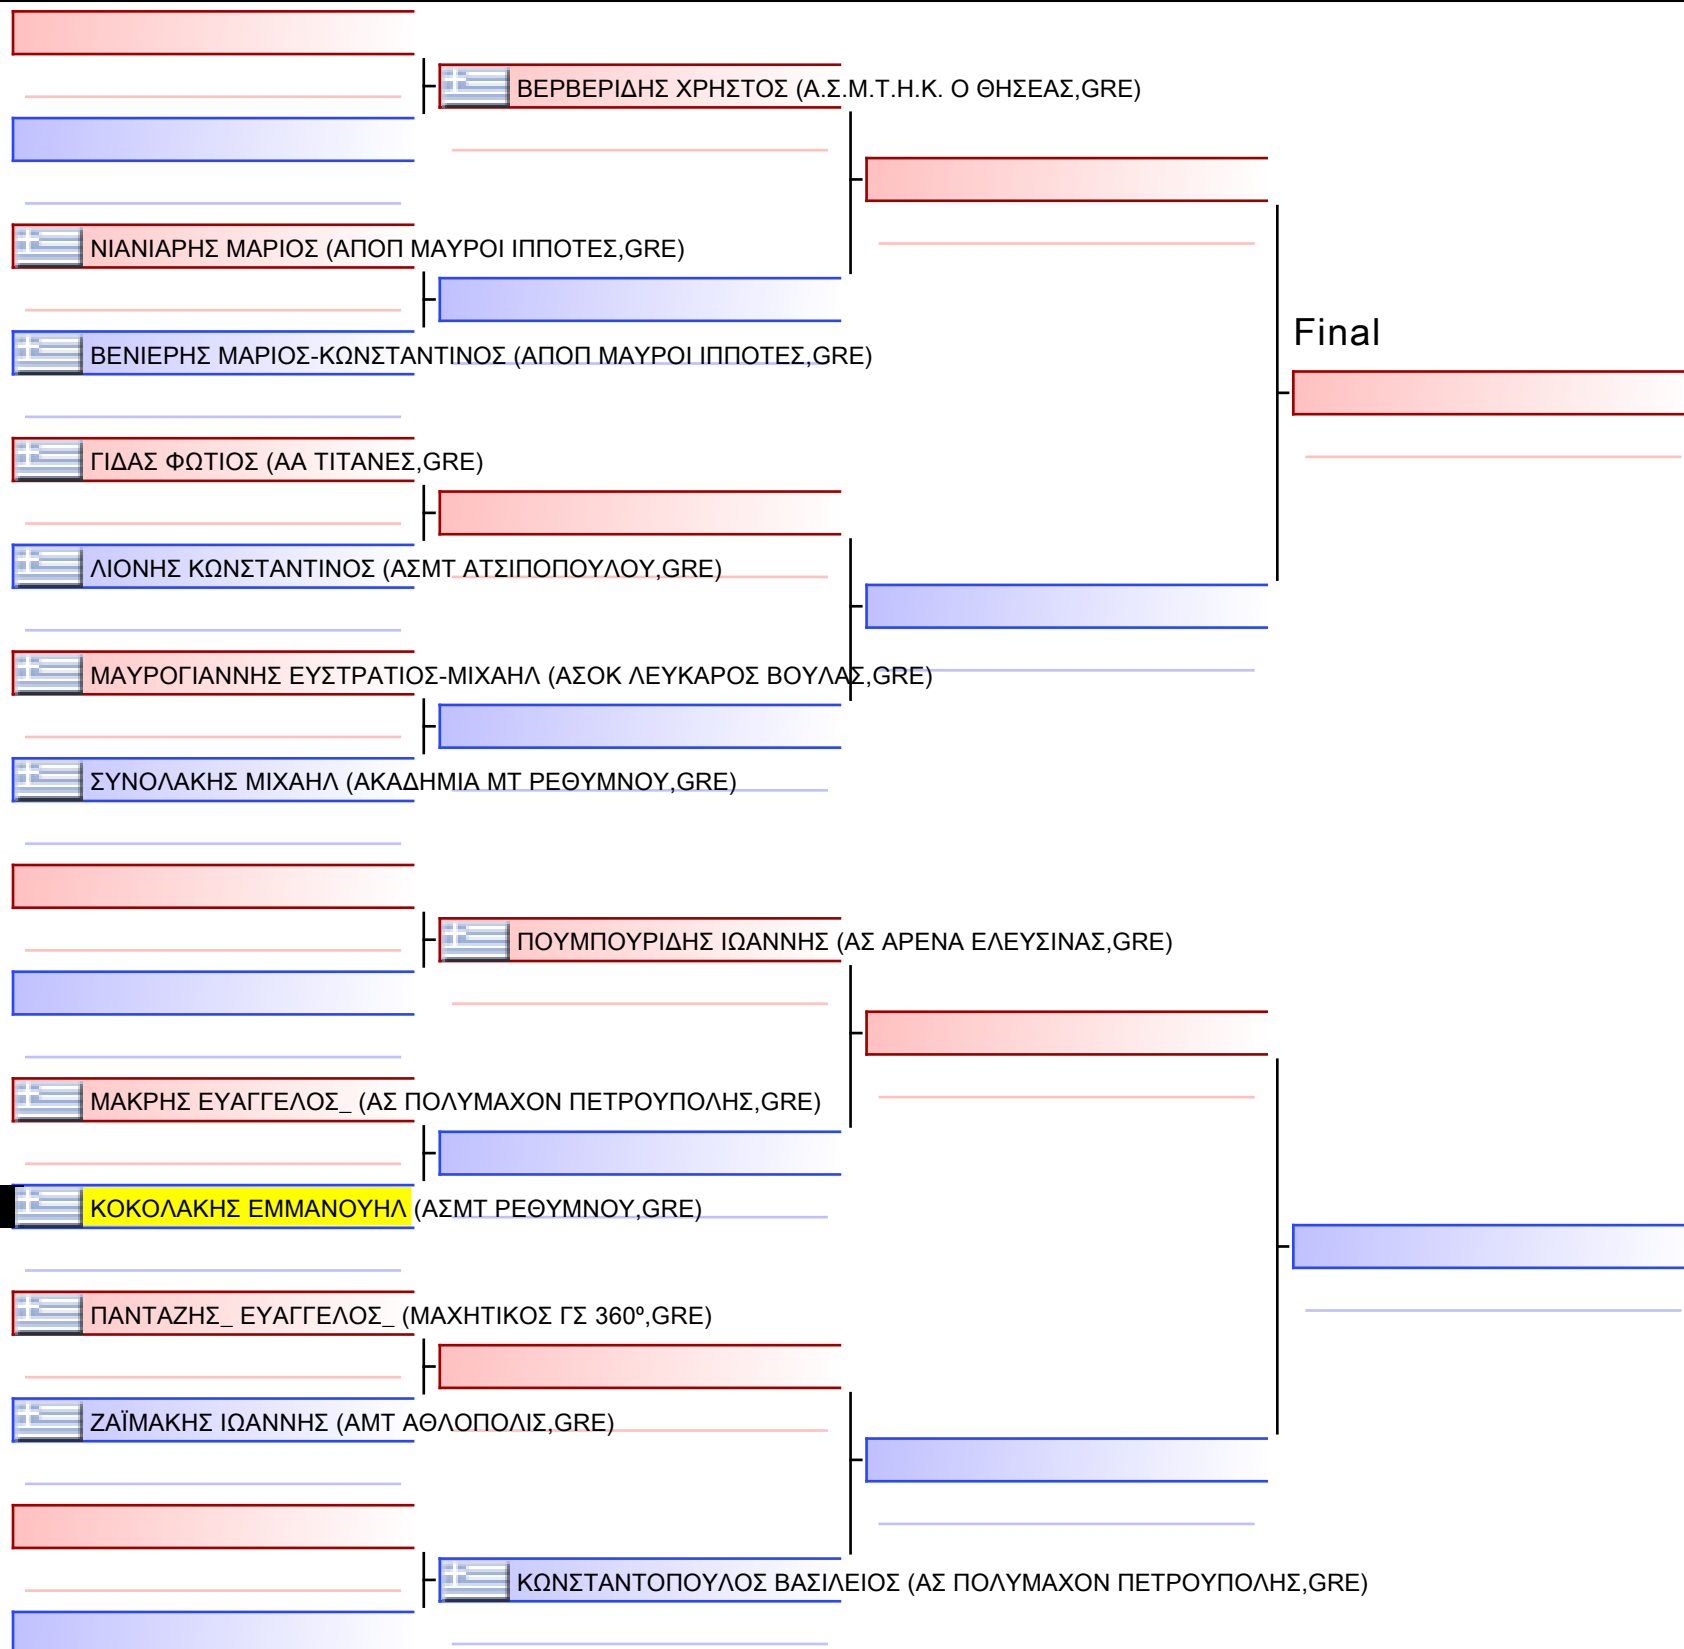 ΒΕΡΒΕΡΙΔΗΣ ΧΡΗΣΤΟΣ (Α.Σ.Μ.Τ.Η.Κ. Ο ΘΗΣΕΑΣ,GRE)
ΝΙΑΝΙΑΡΗΣ ΜΑΡΙΟΣ (ΑΠΟΠ ΜΑΥΡΟΙ ΙΠΠΟΤΕΣ,GRE)
Final
ΒΕΝΙΕΡΗΣ ΜΑΡΙΟΣ-ΚΩΝΣΤΑΝΤΙΝΟΣ (ΑΠΟΠ ΜΑΥΡΟΙ ΙΠΠΟΤΕΣ,GRE)
ΓΙΔΑΣ ΦΩΤΙΟΣ (ΑΑ ΤΙΤΑΝΕΣ,GRE)
ΛΙΟΝΗΣ ΚΩΝΣΤΑΝΤΙΝΟΣ (ΑΣΜΤ ΑΤΣΙΠΟΠΟΥΛΟΥ,GRE)
ΜΑΥΡΟΓΙΑΝΝΗΣ ΕΥΣΤΡΑΤΙΟΣ-ΜΙΧΑΗΛ (ΑΣΟΚ ΛΕΥΚΑΡΟΣ ΒΟΥΛΑΣ,GRE)
ΣΥΝΟΛΑΚΗΣ ΜΙΧΑΗΛ (ΑΚΑΔΗΜΙΑ ΜΤ ΡΕΘΥΜΝΟΥ,GRE)
ΠΟΥΜΠΟΥΡΙΔΗΣ ΙΩΑΝΝΗΣ (ΑΣ ΑΡΕΝΑ ΕΛΕΥΣΙΝΑΣ,GRE)
ΜΑΚΡΗΣ ΕΥΑΓΓΕΛΟΣ_ (ΑΣ ΠΟΛΥΜΑΧΟΝ ΠΕΤΡΟΥΠΟΛΗΣ,GRE)
ΚΟΚΟΛΑΚΗΣ ΕΜΜΑΝΟΥΗΛ (ΑΣΜΤ ΡΕΘΥΜΝΟΥ,GRE)
ΠΑΝΤΑΖΗΣ_ ΕΥΑΓΓΕΛΟΣ_ (ΜΑΧΗΤΙΚΟΣ ΓΣ 360º,GRE)
ΖΑΪΜΑΚΗΣ ΙΩΑΝΝΗΣ (ΑΜΤ ΑΘΛΟΠΟΛΙΣ,GRE)
ΚΩΝΣΤΑΝΤΟΠΟΥΛΟΣ ΒΑΣΙΛΕΙΟΣ (ΑΣ ΠΟΛΥΜΑΧΟΝ ΠΕΤΡΟΥΠΟΛΗΣ,GRE)